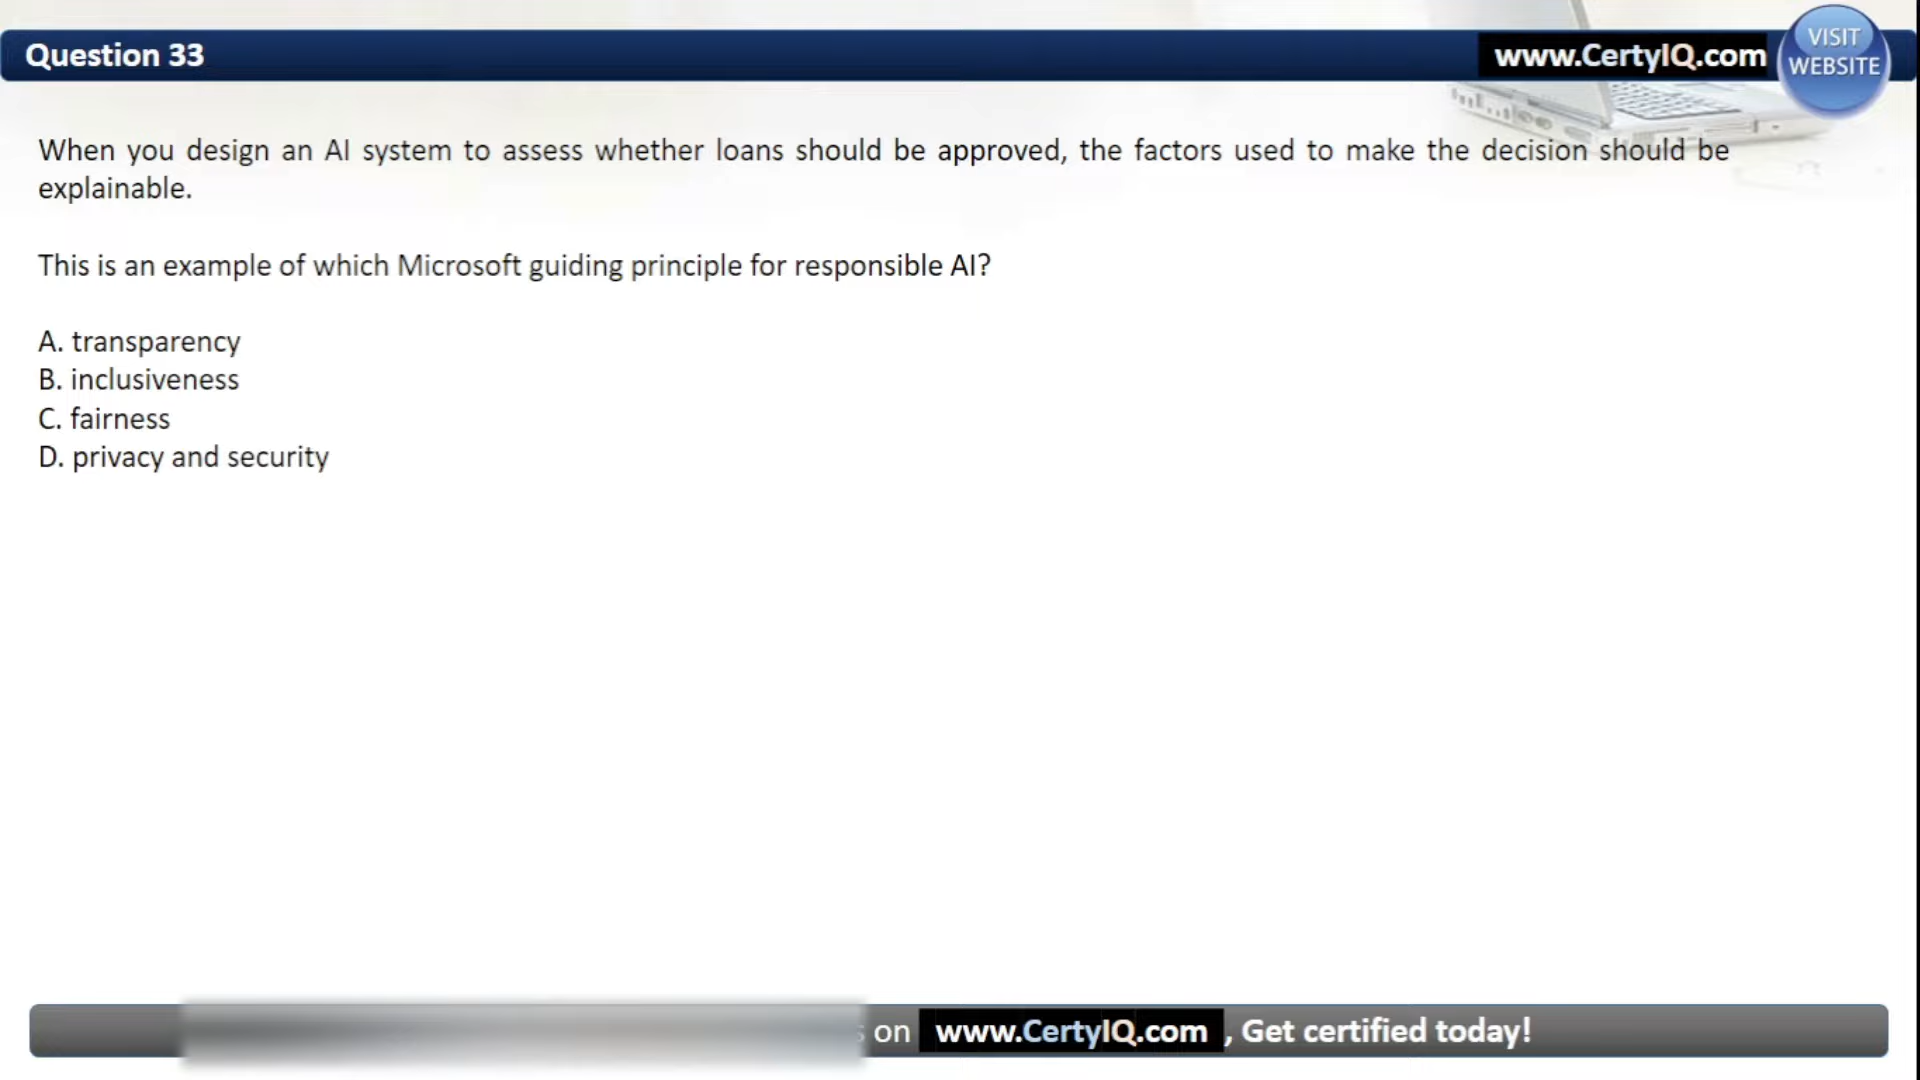 Question 33
www.CertyIQ.com
VISIT
WEBSITE
When you design an AI system to assess whether loans should be approved, the factors used to make the decision should be
explainable.
This is an example of which Microsoft guiding principle for responsible AI?
A. transparency
B. inclusiveness
C. fairness
D. privacy and security
on www.CertyIQ.com , Get certified today!